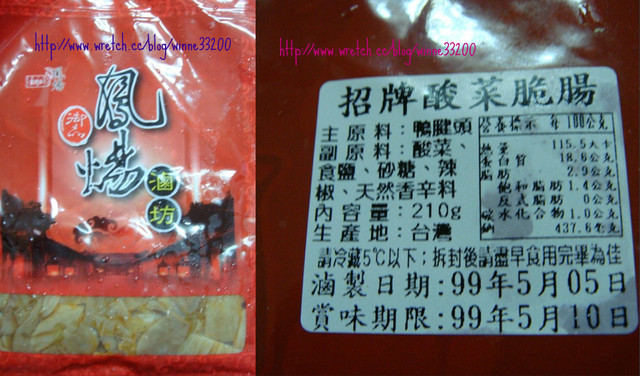 http://www.wretch.cc/blog/winne33200
御品
鳳爌
滷坊
http://www.wretch.cc/blog/winne33200
招牌酸菜脆腸
主原料：鴨腱頭
副原料：酸菜、
食鹽、砂糖、辣
椒、天然香辛料
內容量：210g
生產地：台灣
營養標示 每100公克
熱量 115.5大卡
蛋白質 18.6公克
脂肪 2.9公克
飽和脂肪 1.4公克
反式脂肪 0公克
碳水化合物 1.0公克
鈉 437.6毫克
請冷藏5℃以下；拆封後請盡早食用完畢為佳
滷製日期:99年5月05日
賞味期限:99年5月10日